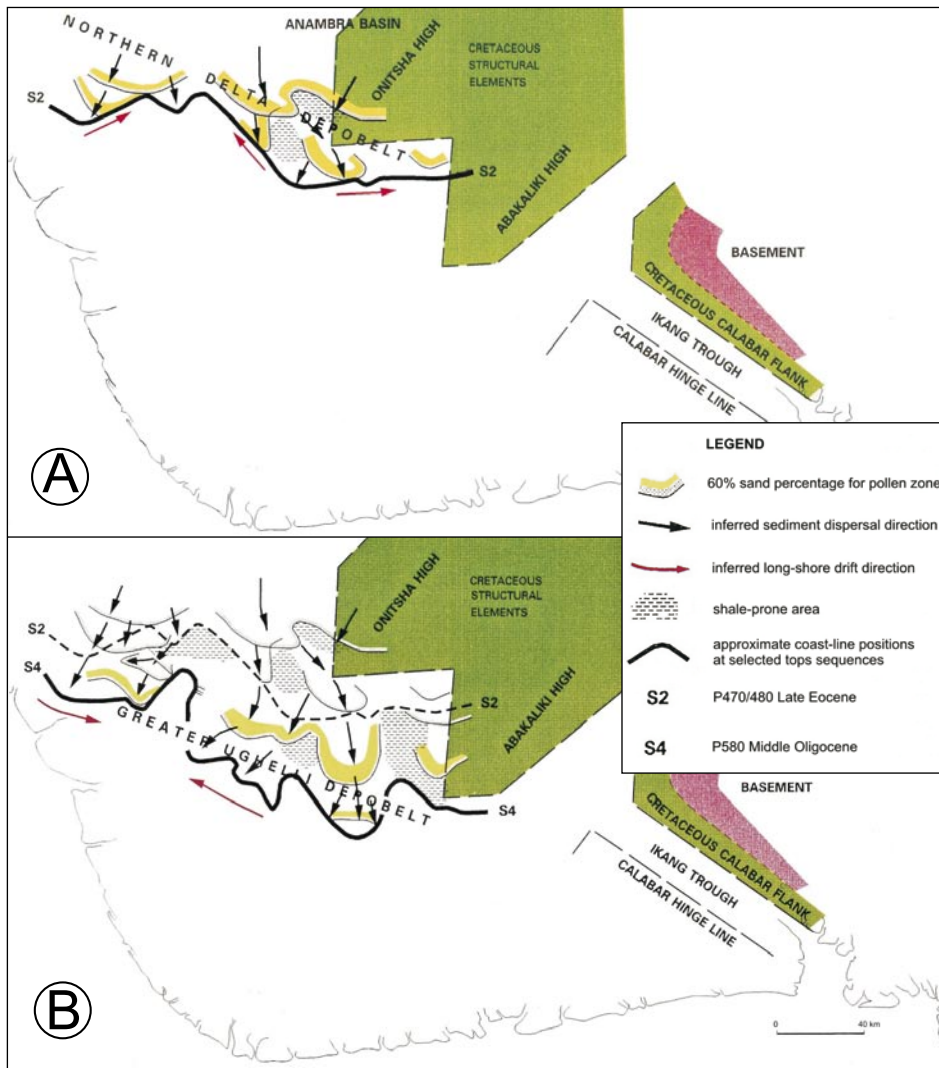 ANAMBRA BASIN
NORTHERN
DELTA
DEPOBELT
ONITSHA HIGH
CRETACEOUS
STRUCTURAL
ELEMENTS
S2
S2
ABAKALIKI HIGH
BASEMENT
CRETACEOUS CALABAR FLANK
IKANG TROUGH
CALABAR HINGE LINE
A
LEGEND
60% sand percentage for pollen zone
inferred sediment dispersal direction
inferred long-shore drift direction
shale-prone area
approximate coast-line positions
at selected tops sequences
S2 P470/480 Late Eocene
S4 P580 Middle Oligocene
ONITSHA HIGH
CRETACEOUS
STRUCTURAL
ELEMENTS
S2
S4
S2
GREATER UGHELLI DEPOBELT
S4
ABAKALIKI HIGH
BASEMENT
CRETACEOUS CALABAR FLANK
IKANG TROUGH
CALABAR HINGE LINE
B
0 40 km